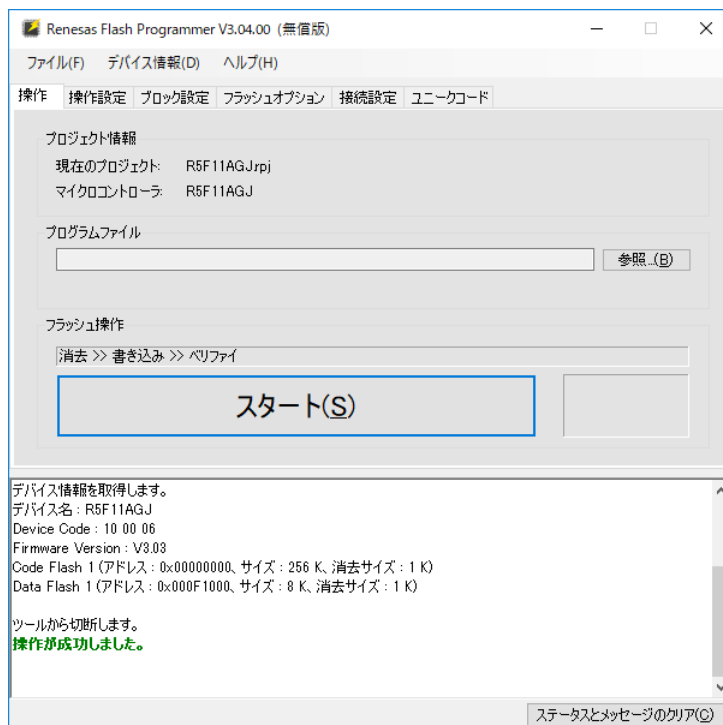 Renesas Flash Programmer V3.04.00 (無償版)
ファイル(F) デバイス情報(D) ヘルプ(H)
操作 操作設定 ブロック設定 フラッシュオプション 接続設定 ユニークコード
プロジェクト情報
現在のプロジェクト: R5F11AGJ.rpj
マイクロコントローラ: R5F11AGJ
プログラムファイル
参照...(B)
フラッシュ操作
消去 >> 書き込み >> ベリファイ
スタート(S)
デバイス情報を取得します。
デバイス名 : R5F11AGJ
Device Code : 10 00 06
Firmware Version : V3.03
Code Flash 1 (アドレス : 0x00000000、サイズ : 256 K、消去サイズ : 1 K)
Data Flash 1 (アドレス : 0x000F1000、サイズ : 8 K、消去サイズ : 1 K)
ツールから切断します。
操作が成功しました。
ステータスとメッセージのクリア(C)